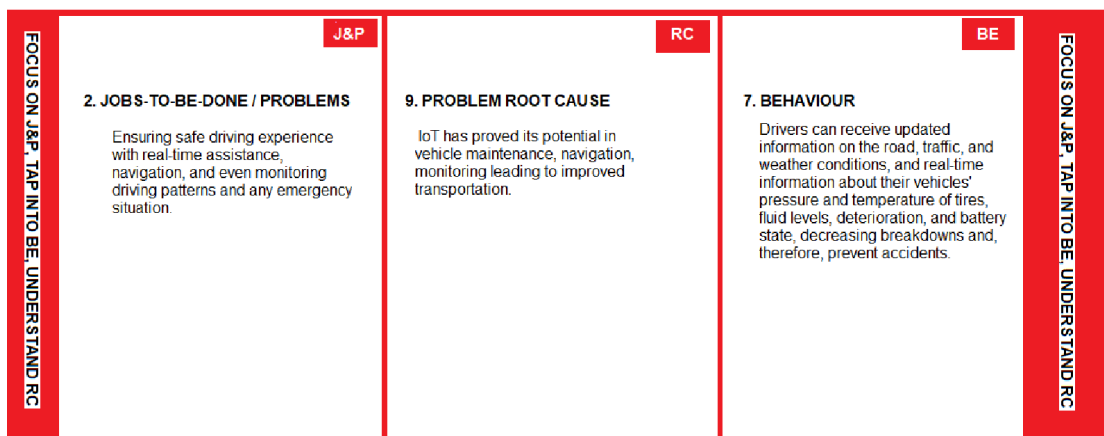 FOCUS ON J&P, TAP INTO BE, UNDERSTAND RC
J&P
2. JOBS-TO-BE-DONE / PROBLEMS
Ensuring safe driving experience
with real-time assistance,
navigation, and even monitoring
driving patterns and any emergency
situation.
RC
9. PROBLEM ROOT CAUSE
IoT has proved its potential in
vehicle maintenance, navigation,
monitoring leading to improved
transportation.
BE
7. BEHAVIOUR
Drivers can receive updated
information on the road, traffic, and
weather conditions, and real-time
information about their vehicles'
pressure and temperature of tires,
fluid levels, deterioration, and battery
state, decreasing breakdowns and,
therefore, prevent accidents.
FOCUS ON J&P, TAP INTO BE, UNDERSTAND RC